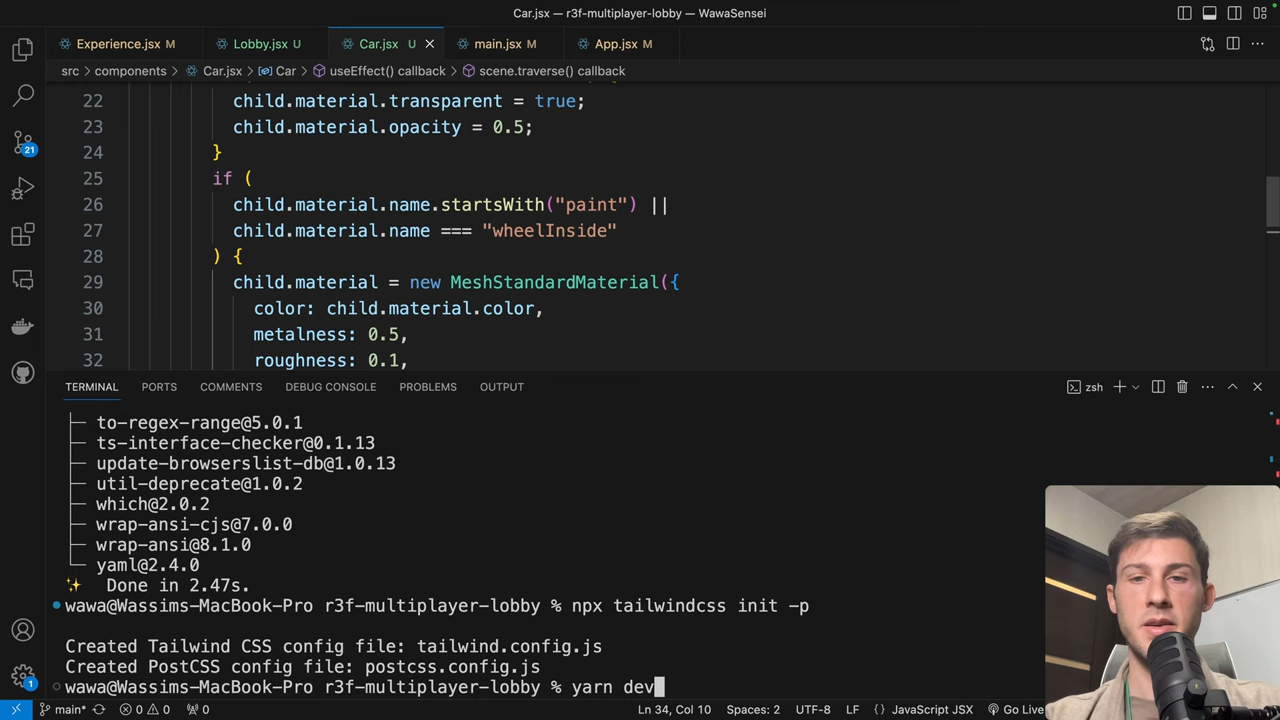 Car.jsx — r3f-multiplayer-lobby — WawaSensei
Experience.jsx M
Lobby.jsx U
Car.jsx U
main.jsx M
App.jsx M
src > components > Car.jsx > Car > useEffect() callback > scene.traverse() callback
22 child.material.transparent = true;
23 child.material.opacity = 0.5;
24 }
25 if (
26 child.material.name.startsWith("paint") ||
27 child.material.name === "wheelInside"
28 ) {
29 child.material = new MeshStandardMaterial({
30 color: child.material.color,
31 metalness: 0.5,
32 roughness: 0.1,
21
TERMINAL PORTS COMMENTS DEBUG CONSOLE PROBLEMS OUTPUT
zsh
├─ to-regex-range@5.0.1
├─ ts-interface-checker@0.1.13
├─ update-browserslist-db@1.0.13
├─ util-deprecate@1.0.2
├─ which@2.0.2
├─ wrap-ansi-cjs@7.0.0
├─ wrap-ansi@8.1.0
└─ yaml@2.4.0
✨ Done in 2.47s.
wawa@Wassims-MacBook-Pro r3f-multiplayer-lobby % npx tailwindcss init -p
Created Tailwind CSS config file: tailwind.config.js
Created PostCSS config file: postcss.config.js
wawa@Wassims-MacBook-Pro r3f-multiplayer-lobby % yarn dev
1
main* 0 0 0 Ln 34, Col 10 Spaces: 2 UTF-8 LF {} JavaScript JSX Go Live